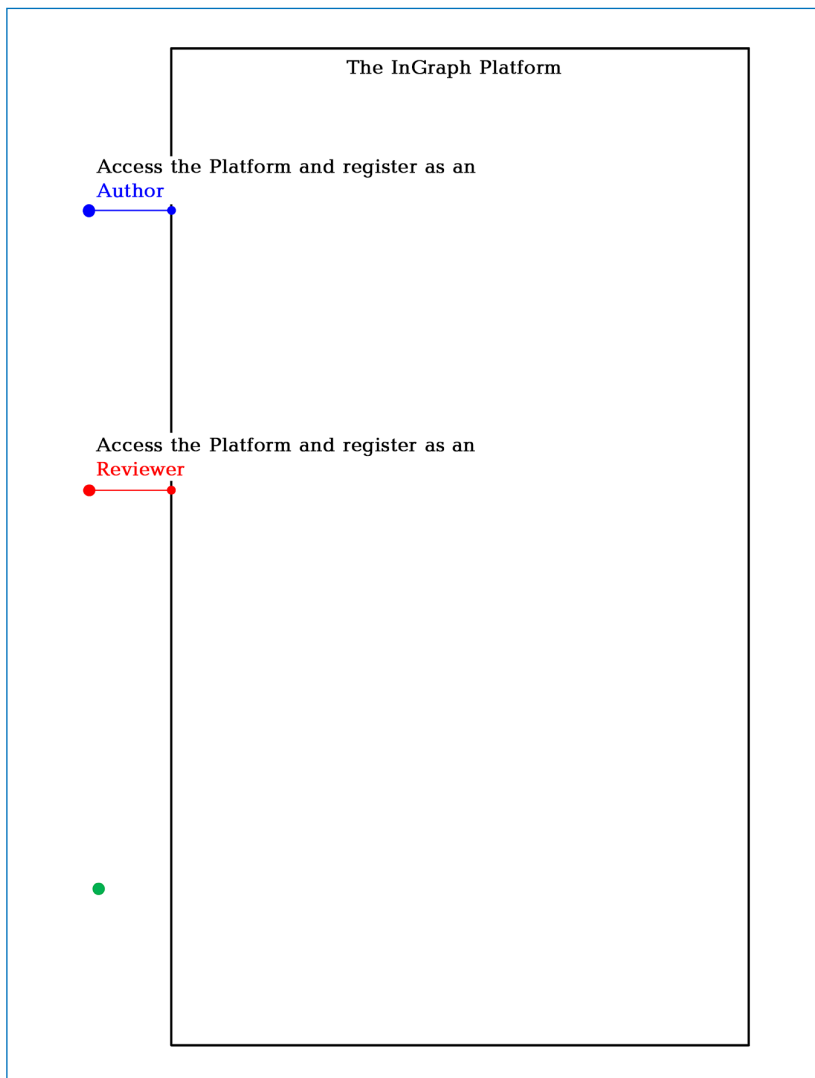 The InGraph Platform
Access the Platform and register as an
Author
Access the Platform and register as an
Reviewer